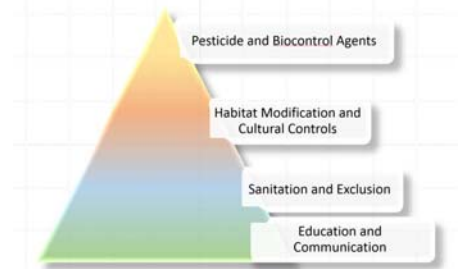 Pesticide and Biocontrol Agents
Habitat Modification and
Cultural Controls
Sanitation and Exclusion
Education and
Communication